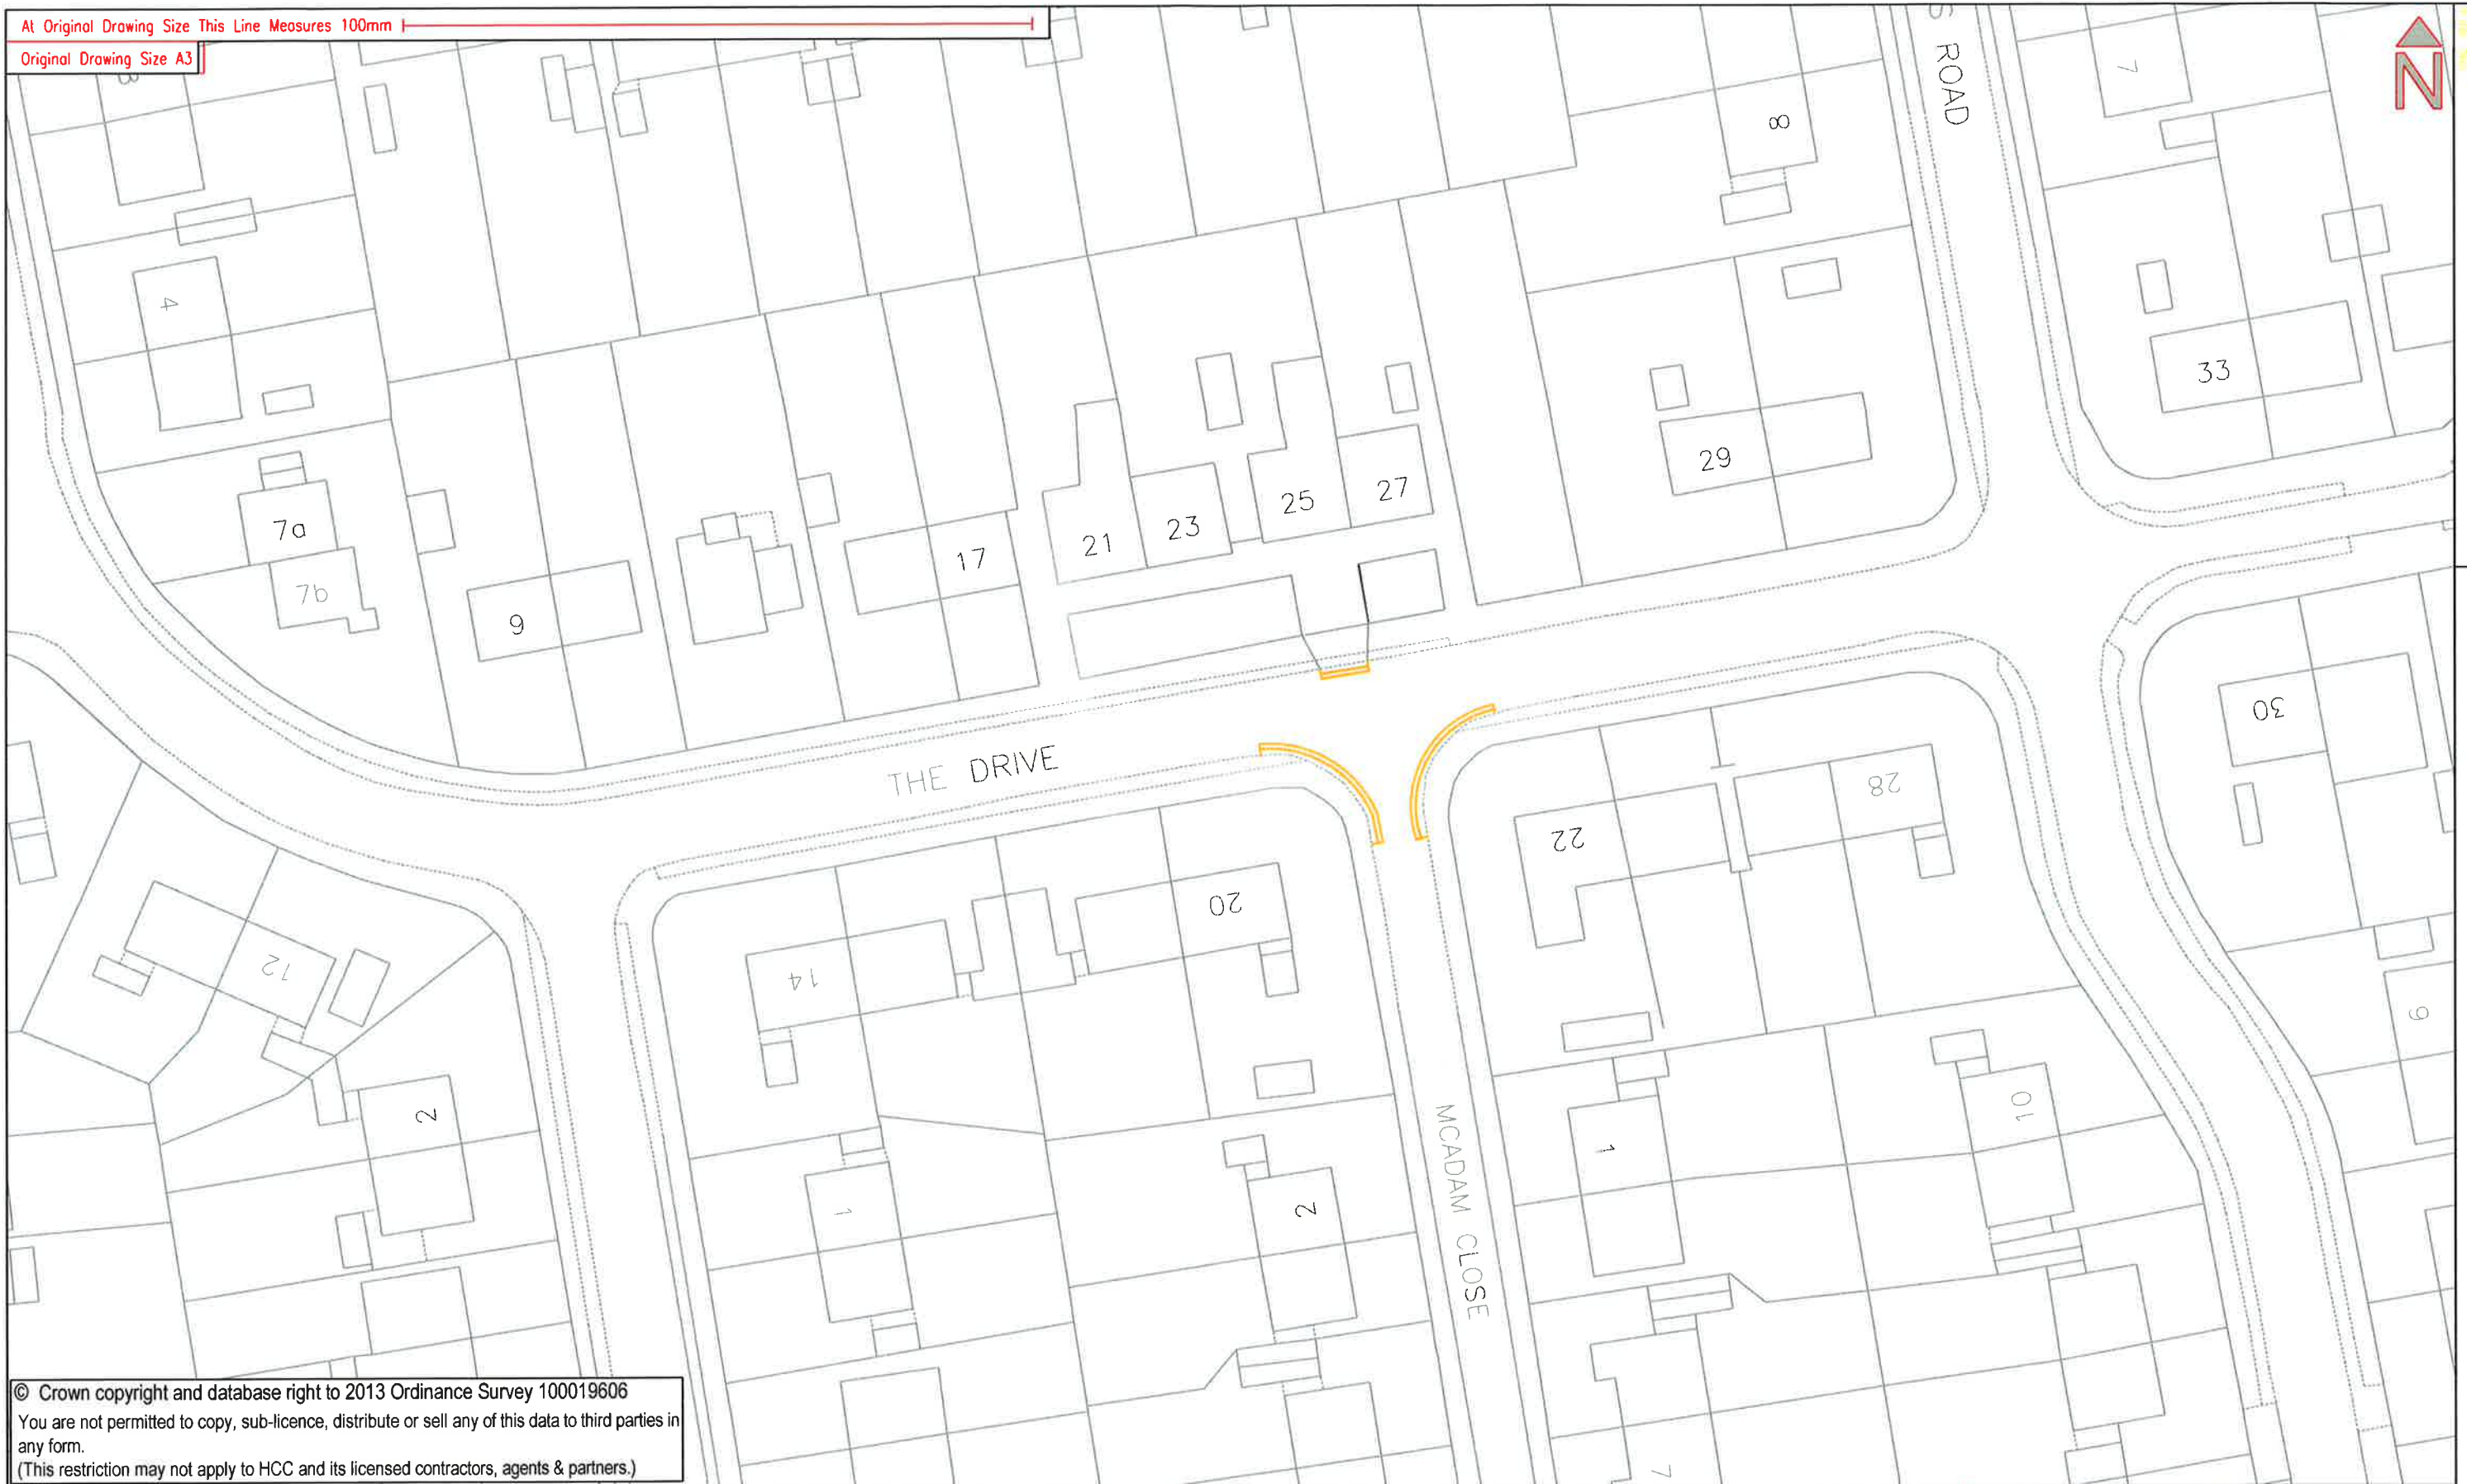 At Original Drawing Size This Line Measures 100mm
Original Drawing Size A3
N
S ROAD
8
7
4
33
8
29
7a
7b
9
17
21
23
25
27
THE DRIVE
30
28
22
20
14
12
2
1
2
1
10
9
MCADAM CLOSE
7
© Crown copyright and database right to 2013 Ordinance Survey 100019606
You are not permitted to copy, sub-licence, distribute or sell any of this data to third parties in
any form.
(This restriction may not apply to HCC and its licensed contractors, agents & partners.)